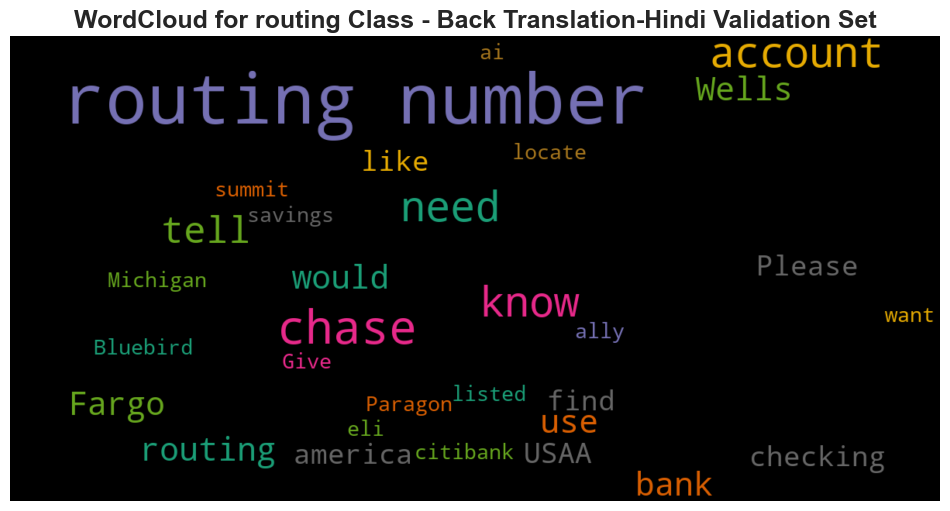 WordCloud for routing Class - Back Translation-Hindi Validation Set
ai
account
routing number
Wells
like
locate
summit
savings
need
tell
Michigan
would
Please
know
want
chase
ally
Bluebird
Give
Fargo
Paragon
listed
find
eli
use
routing
america
citibank
USAA
checking
bank